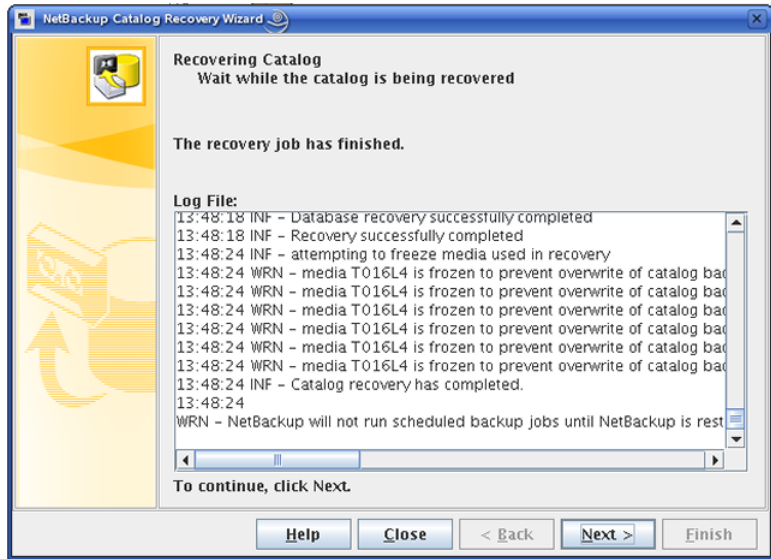 NetBackup Catalog Recovery Wizard
Recovering Catalog
Wait while the catalog is being recovered
The recovery job has finished.
Log File:
13:48:18 INF – Database recovery successfully completed
13:48:18 INF – Recovery successfully completed
13:48:24 INF – attempting to freeze media used in recovery
13:48:24 WRN – media T016L4 is frozen to prevent overwrite of catalog bac
13:48:24 WRN – media T016L4 is frozen to prevent overwrite of catalog bac
13:48:24 WRN – media T016L4 is frozen to prevent overwrite of catalog bac
13:48:24 WRN – media T016L4 is frozen to prevent overwrite of catalog bac
13:48:24 WRN – media T016L4 is frozen to prevent overwrite of catalog bac
13:48:24 WRN – media T016L4 is frozen to prevent overwrite of catalog bac
13:48:24 INF – Catalog recovery has completed.
13:48:24
WRN – NetBackup will not run scheduled backup jobs until NetBackup is rest
To continue, click Next.
Help Close < Back Next > Finish